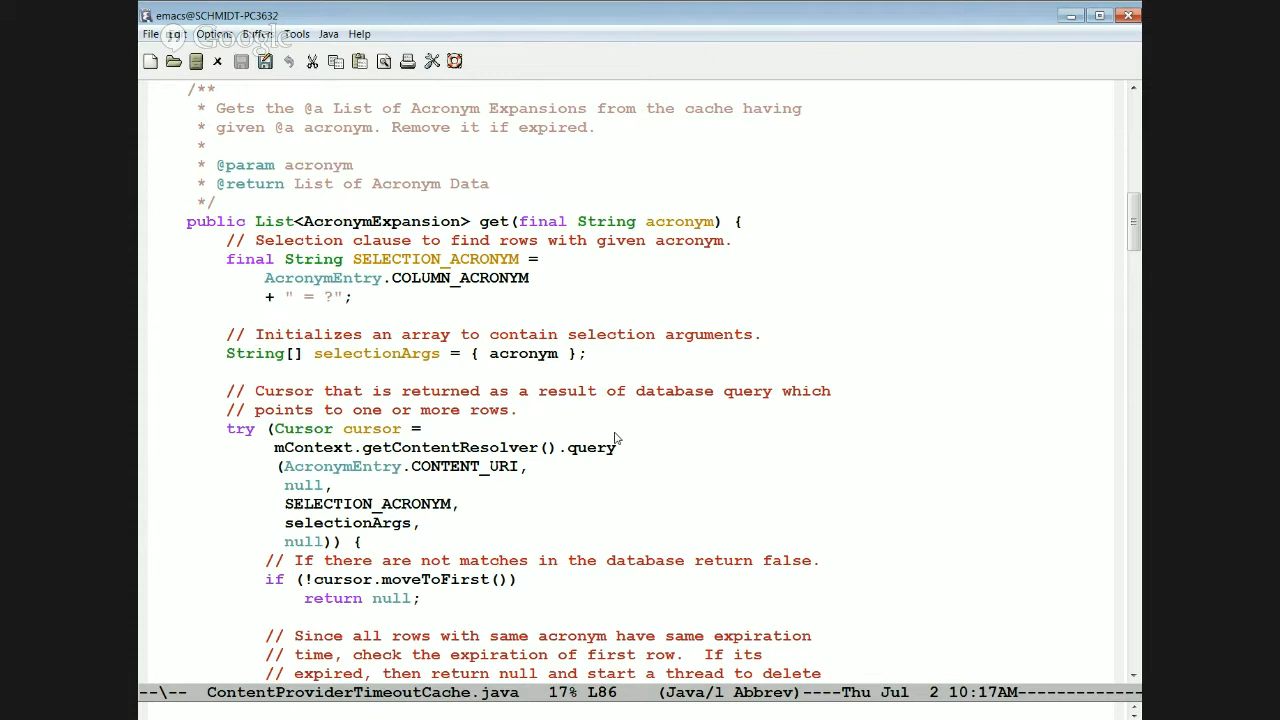 emacs@SCHMIDT-PC3632
File Edit Options Buffers Tools Java Help
Google
/**
* Gets the @a List of Acronym Expansions from the cache having
* given @a acronym. Remove it if expired.
*
* @param acronym
* @return List of Acronym Data
*/
public List<AcronymExpansion> get(final String acronym) {
// Selection clause to find rows with given acronym.
final String SELECTION_ACRONYM =
AcronymEntry.COLUMN_ACRONYM
+ " = ?";
// Initializes an array to contain selection arguments.
String[] selectionArgs = { acronym };
// Cursor that is returned as a result of database query which
// points to one or more rows.
try (Cursor cursor =
mContext.getContentResolver().query
(AcronymEntry.CONTENT_URI,
null,
SELECTION_ACRONYM,
selectionArgs,
null)) {
// If there are not matches in the database return false.
if (!cursor.moveToFirst())
return null;
// Since all rows with same acronym have same expiration
// time, check the expiration of first row.  If its
// expired, then return null and start a thread to delete
--\--  ContentProviderTimeoutCache.java   17% L86    (Java/l Abbrev)----Thu Jul  2 10:17AM-------------